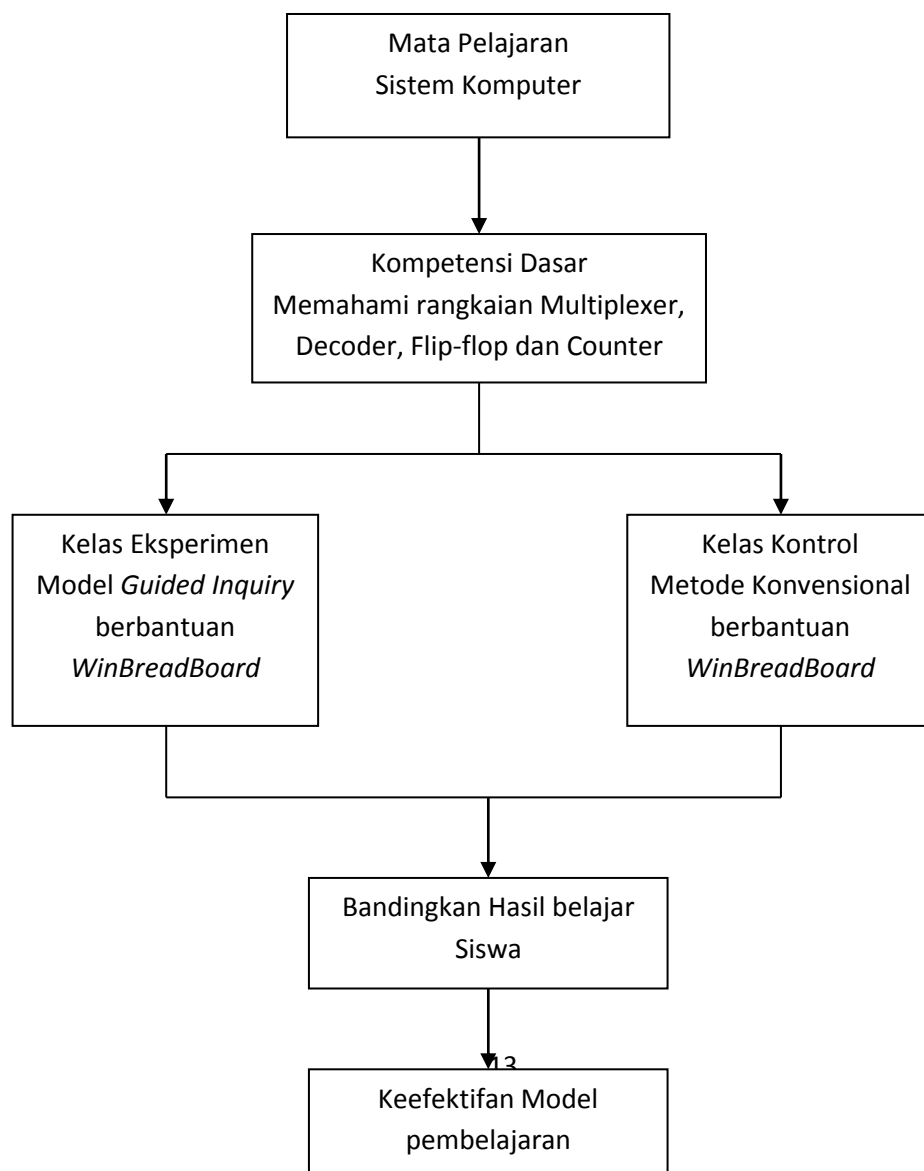 Mata Pelajaran
Sistem Komputer
Kompetensi Dasar
Memahami rangkaian Multiplexer,
Decoder, Flip-flop dan Counter
Kelas Eksperimen
Model Guided Inquiry
berbantuan
WinBreadBoard
Kelas Kontrol
Metode Konvensional
berbantuan
WinBreadBoard
Bandingkan Hasil belajar
Siswa
13
Keefektifan Model
pembelajaran